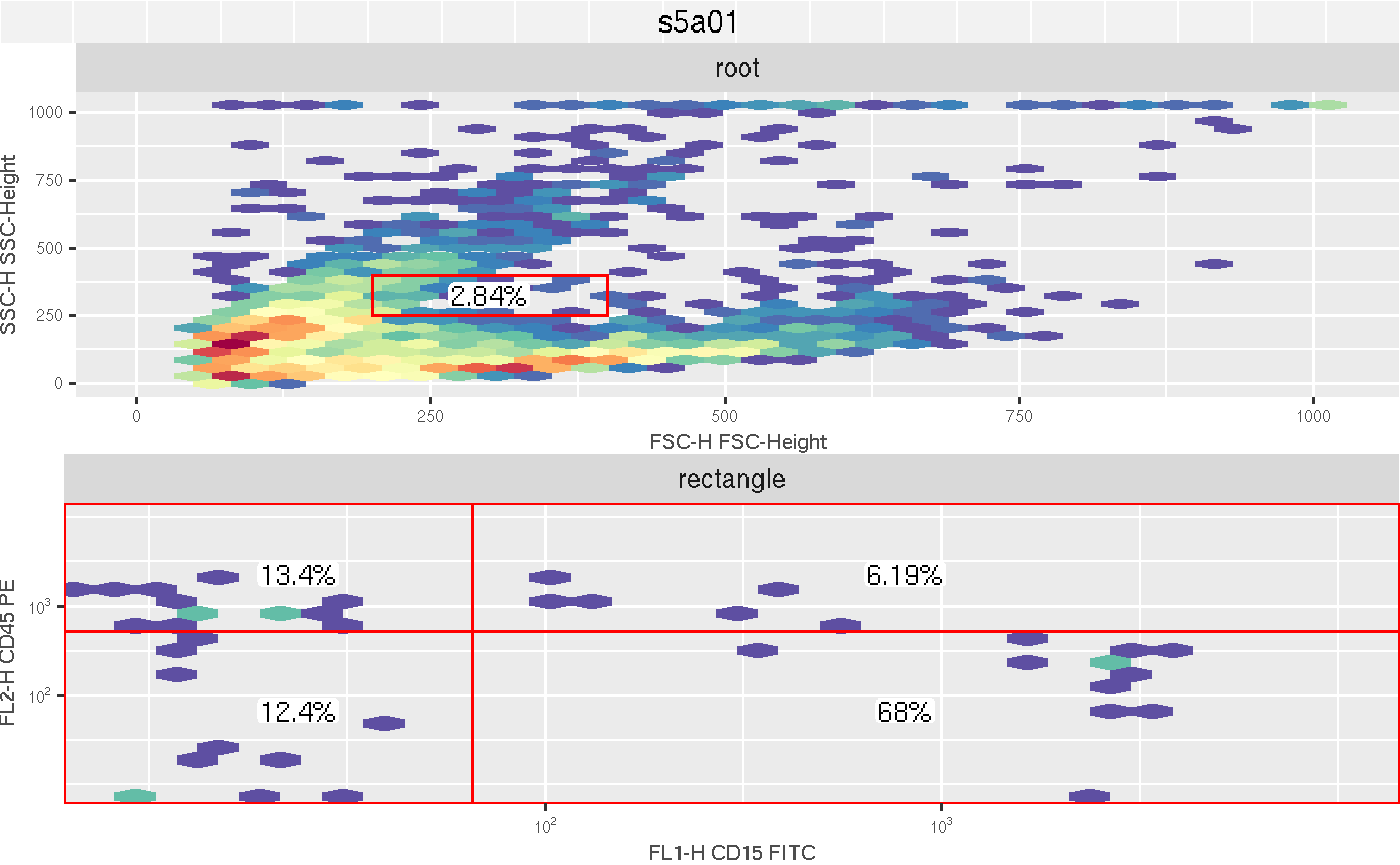 s5a01
root
1000
750
500
250
0
SSC-H SSC-Height
2.84%
0 250 500 750 1000
FSC-H FSC-Height
rectangle
13.4% 6.19%
10³
10²
FL2-H CD45 PE
12.4% 68%
10² 10³
FL1-H CD15 FITC